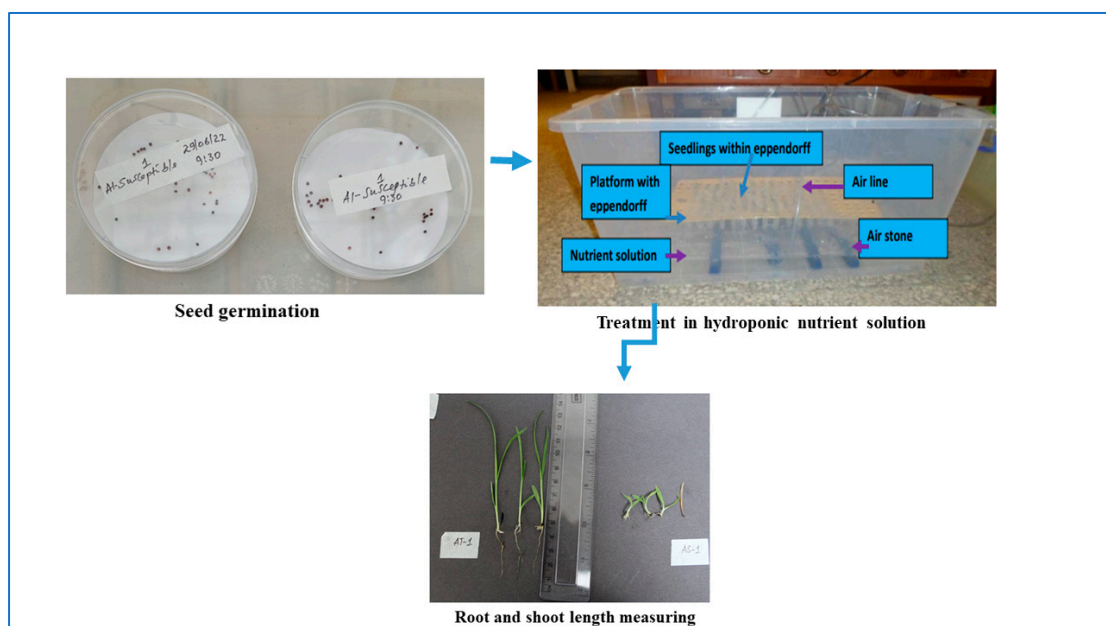 1
Al-Susceptible
29/06/22
9:30
1
Al-Susceptible
9:30
Seed germination
Seedlings within eppendorff
Platform with
eppendorff
Air line
Air stone
Nutrient solution
Treatment in hydroponic nutrient solution
AT-1
AS-1
Root and shoot length measuring